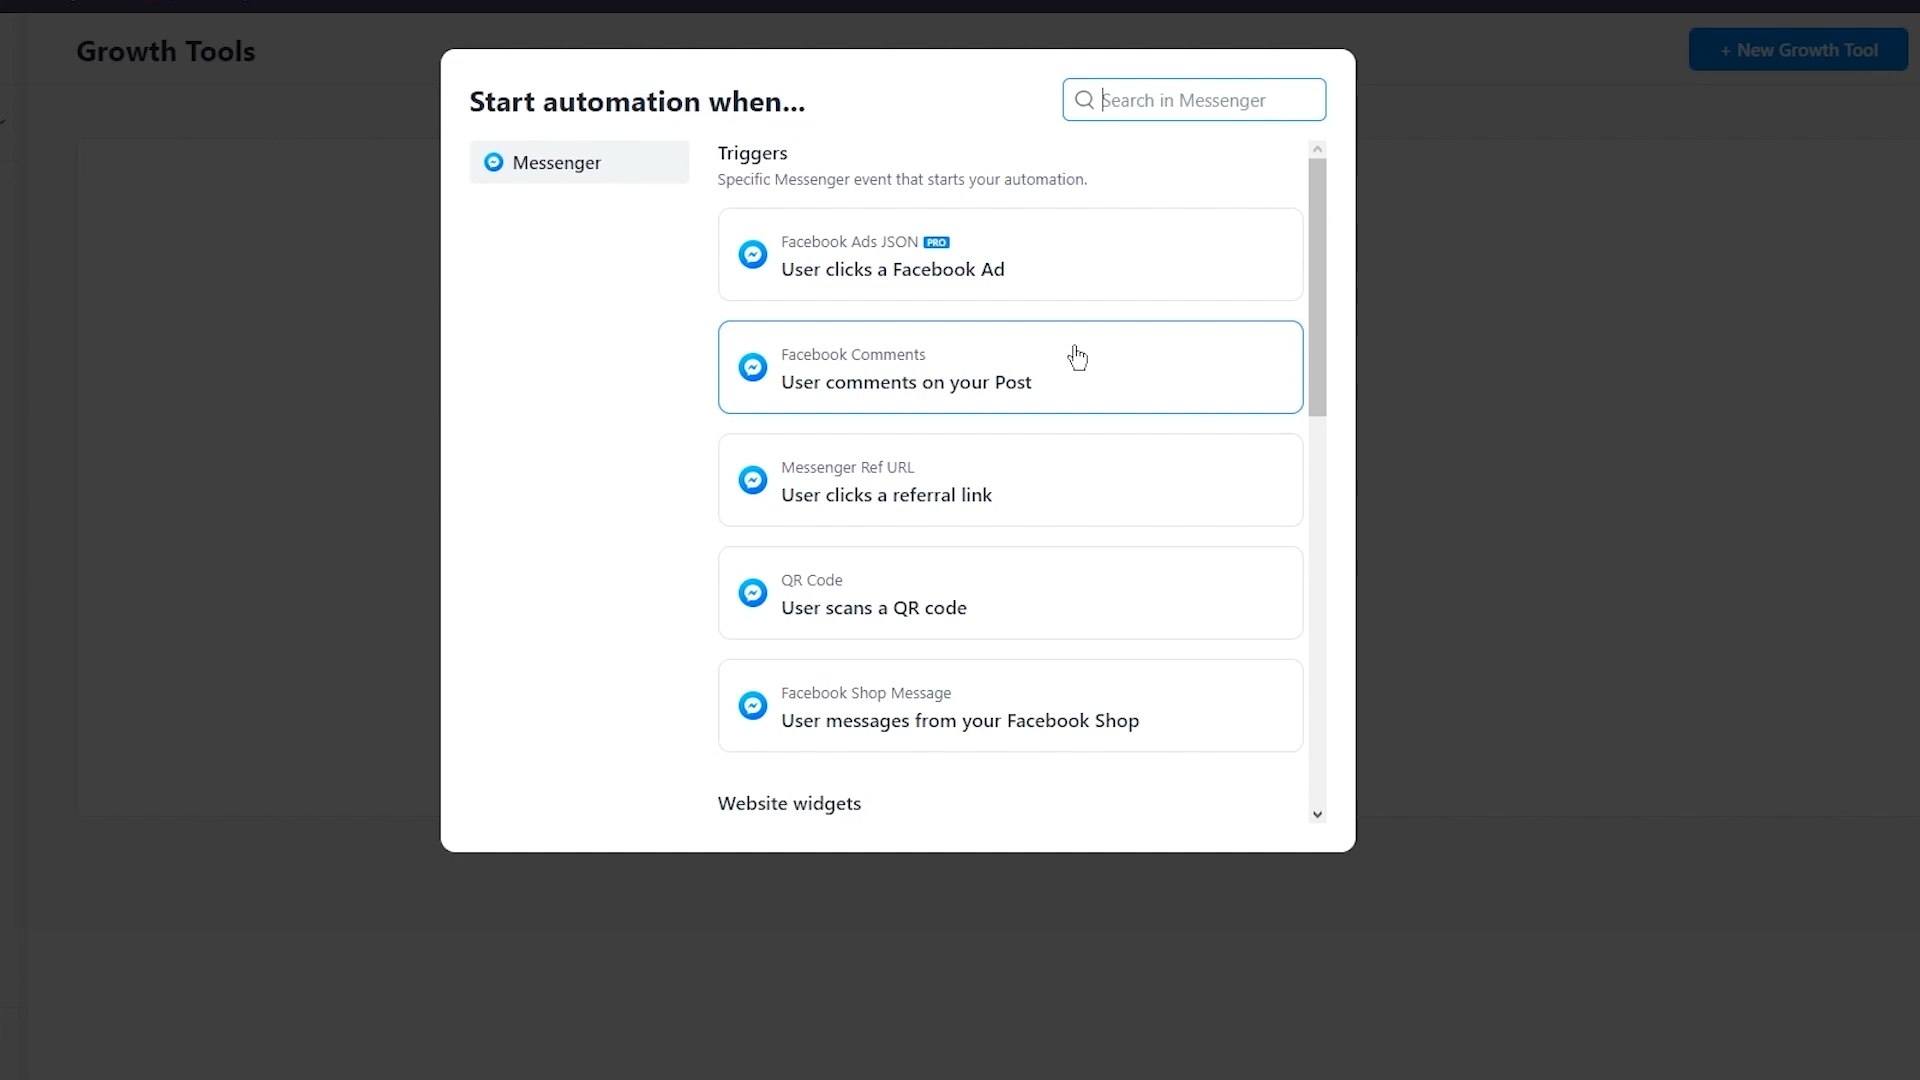 Growth Tools
+ New Growth Tool
Start automation when...
Search in Messenger
Messenger
Triggers
Specific Messenger event that starts your automation.
Facebook Ads JSON PRO
User clicks a Facebook Ad
Facebook Comments
User comments on your Post
Messenger Ref URL
User clicks a referral link
QR Code
User scans a QR code
Facebook Shop Message
User messages from your Facebook Shop
Website widgets